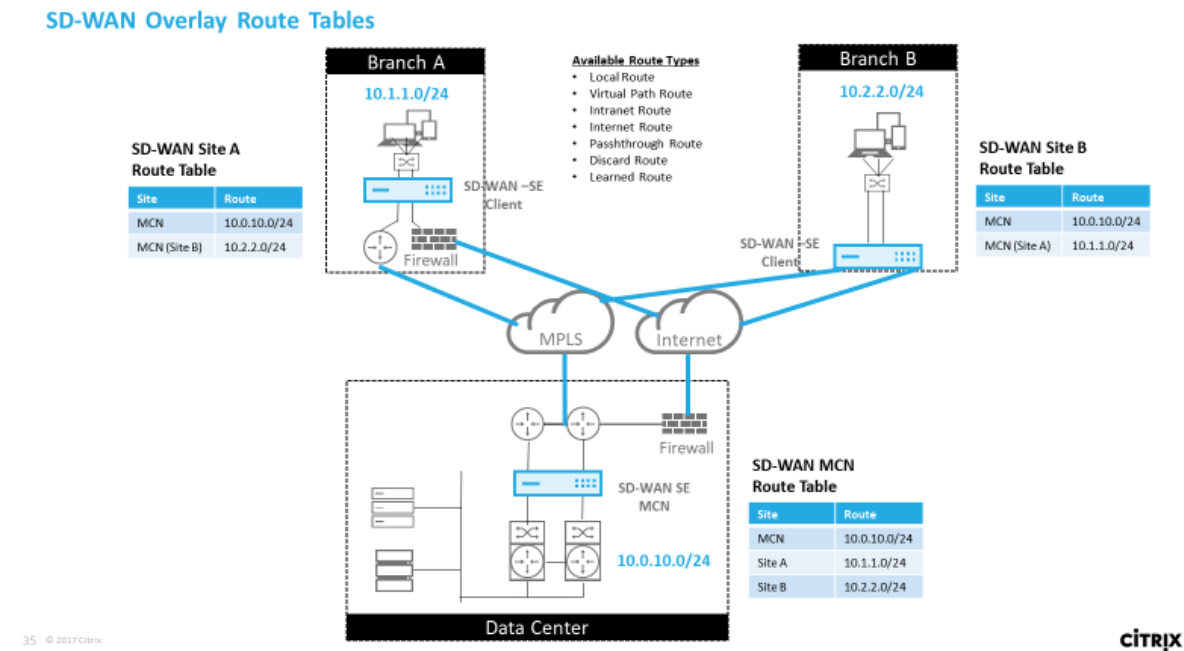 SD-WAN Overlay Route Tables
Branch A
10.1.1.0/24
Available Route Types
• Local Route
• Virtual Path Route
• Intranet Route
• Internet Route
• Passhthrough Route
• Discard Route
• Learned Route
Branch B
10.2.2.0/24
SD-WAN Site A
Route Table
Site Route
MCN 10.0.10.0/24
MCN (Site B) 10.2.2.0/24
SD-WAN –SE
Client
Firewall
SD-WAN Site B
Route Table
Site Route
MCN 10.0.10.0/24
MCN (Site A) 10.1.1.0/24
SD-WAN –SE
Client
MPLS
Internet
Firewall
SD-WAN SE
MCN
10.0.10.0/24
Data Center
SD-WAN MCN
Route Table
Site Route
MCN 10.0.10.0/24
Site A 10.1.1.0/24
Site B 10.2.2.0/24
35 © 2017 Citrix
CİTRIX